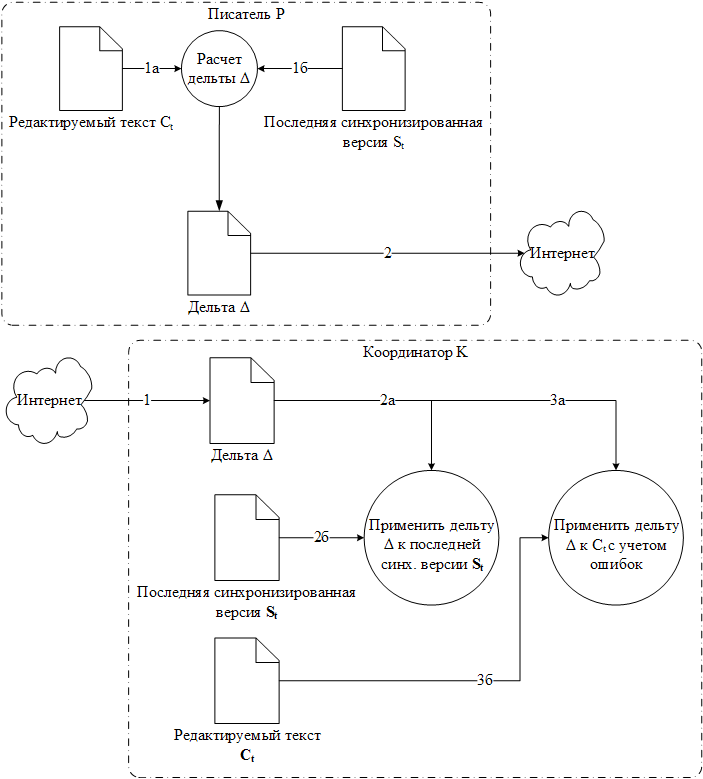 Писатель P
Расчет
дельты Δ
1а
1б
Редактируемый текст Ct
Последняя синхронизированная
версия St
2
Интернет
Дельта Δ
Координатор K
Интернет
1
2а
3а
Дельта Δ
Применить дельту
Δ к последней
синх. версии St
Применить дельту
Δ к Ct с учетом
ошибок
2б
Последняя синхронизированная
версия St
3б
Редактируемый текст
Ct